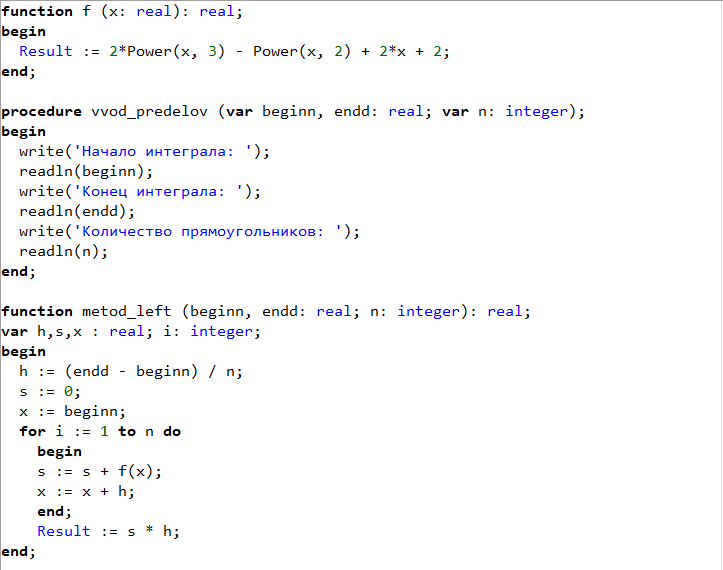 function f (x: real): real;
begin
  Result := 2*Power(x, 3) - Power(x, 2) + 2*x + 2;
end;

procedure vvod_predelov (var beginn, endd: real; var n: integer);
begin
  write('Начало интеграла: ');
  readln(beginn);
  write('Конец интеграла: ');
  readln(endd);
  write('Количество прямоугольников: ');
  readln(n);
end;

function metod_left (beginn, endd: real; n: integer): real;
var h,s,x : real; i: integer;
begin
  h := (endd - beginn) / n;
  s := 0;
  x := beginn;
  for i := 1 to n do
    begin
    s := s + f(x);
    x := x + h;
    end;
    Result := s * h;
end;